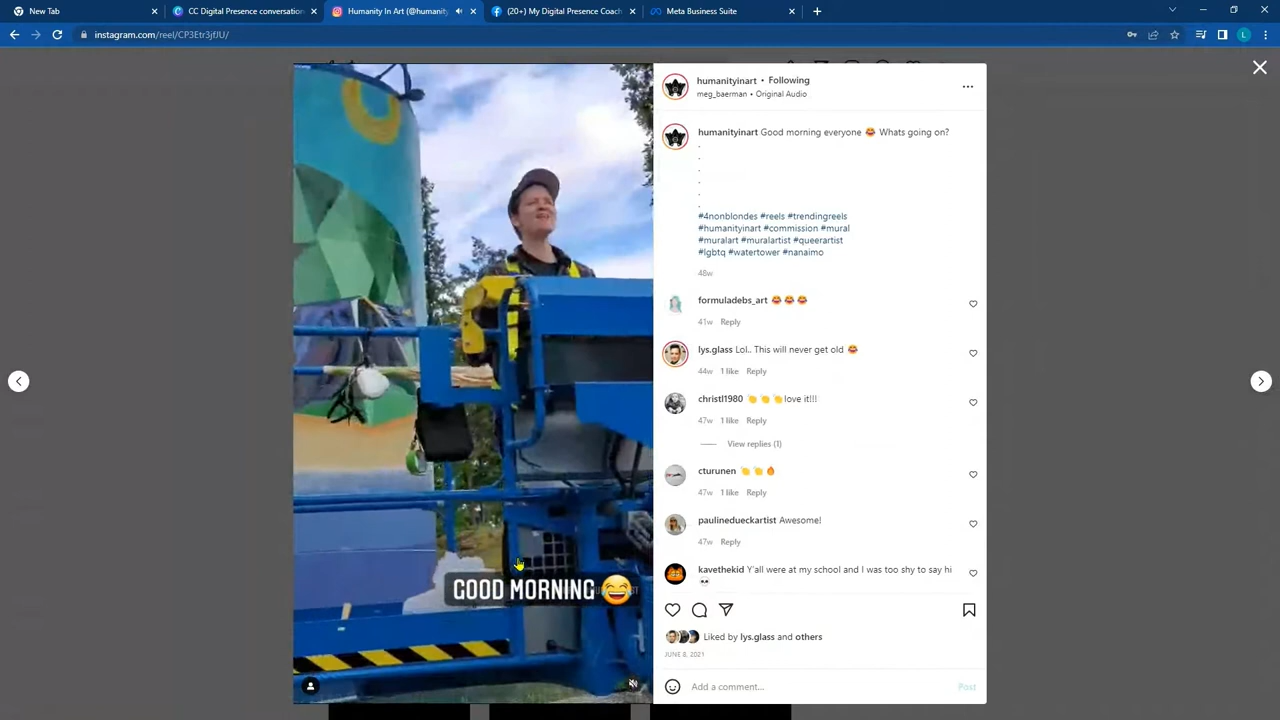 New Tab
CC Digital Presence conversation
Humanity In Art (@humanity
(20+) My Digital Presence Coach
Meta Business Suite
instagram.com/reel/CP3Etr3jfJU/
L
humanityinart • Following
meg_baerman • Original Audio
humanityinart Good morning everyone 😂 Whats going on?
.
.
.
.
.
.
#4nonblondes #reels #trendingreels
#humanityinart #commission #mural
#muralart #muralartist #queerartist
#lgbtq #watertower #nanaimo
48w
formuladebs_art 😂😂😂
41w Reply
lys.glass Lol.. This will never get old 😂
44w 1 like Reply
christl1980 👏👏👏love it!!!
47w 1 like Reply
View replies (1)
cturunen 👏👏🔥
47w 1 like Reply
paulinedueckartist Awesome!
47w Reply
kavethekid Y'all were at my school and I was too shy to say hi
💀
Liked by lys.glass and others
JUNE 8, 2021
Add a comment...
Post
GOOD MORNING😂